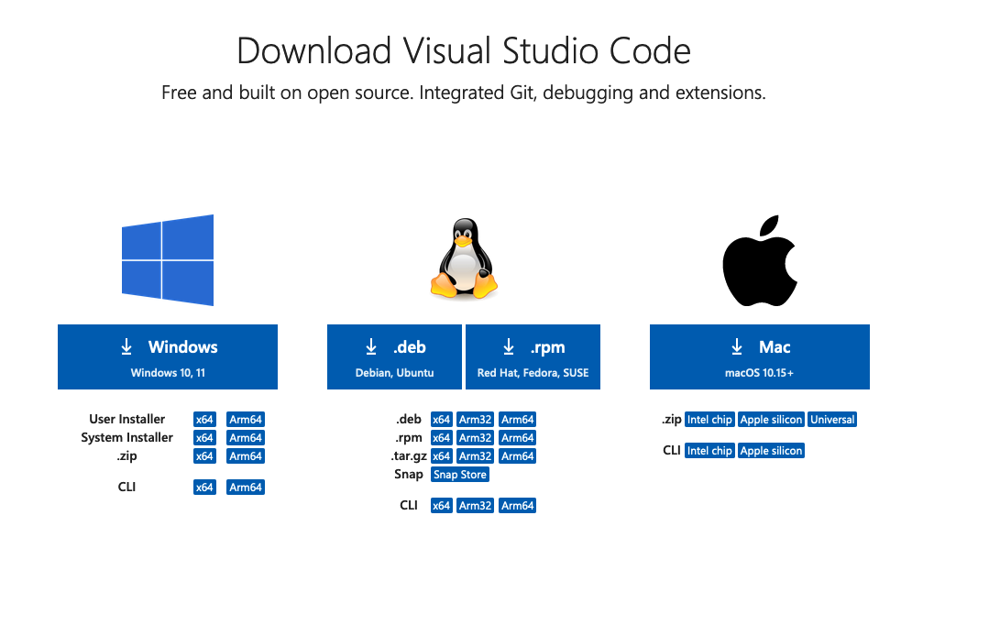 Download Visual Studio Code
Free and built on open source. Integrated Git, debugging and extensions.
Windows
Windows 10, 11
User Installer x64 Arm64
System Installer x64 Arm64
.zip x64 Arm64
CLI x64 Arm64
.deb
Debian, Ubuntu
.rpm
Red Hat, Fedora, SUSE
.deb x64 Arm32 Arm64
.rpm x64 Arm32 Arm64
.tar.gz x64 Arm32 Arm64
Snap Snap Store
CLI x64 Arm32 Arm64
Mac
macOS 10.15+
.zip Intel chip Apple silicon Universal
CLI Intel chip Apple silicon